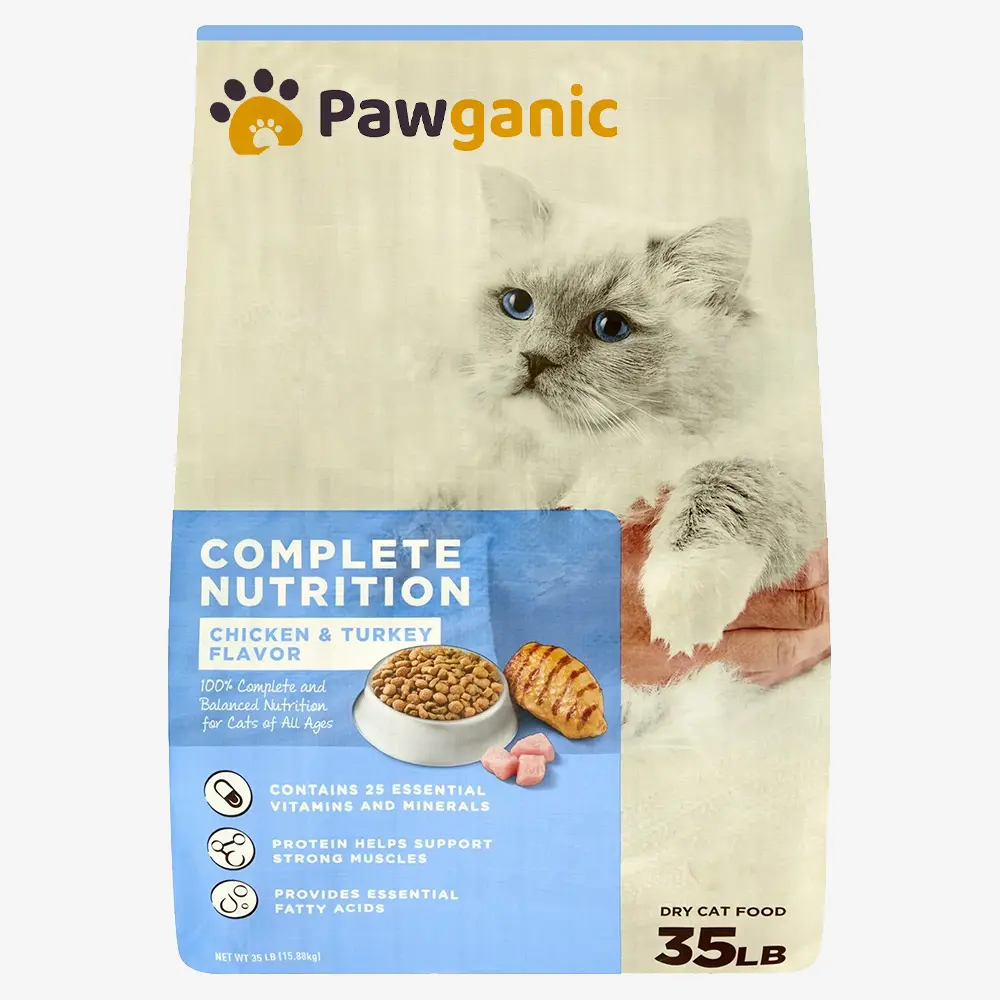 Pawganic
COMPLETE
NUTRITION
CHICKEN & TURKEY
FLAVOR
100% Complete and
Balanced Nutrition
for Cats of All Ages
CONTAINS 25 ESSENTIAL
VITAMINS AND MINERALS
PROTEIN HELPS SUPPORT
STRONG MUSCLES
PROVIDES ESSENTIAL
FATTY ACIDS
NET WT 35 LB (15.88kg)
DRY CAT FOOD
35LB